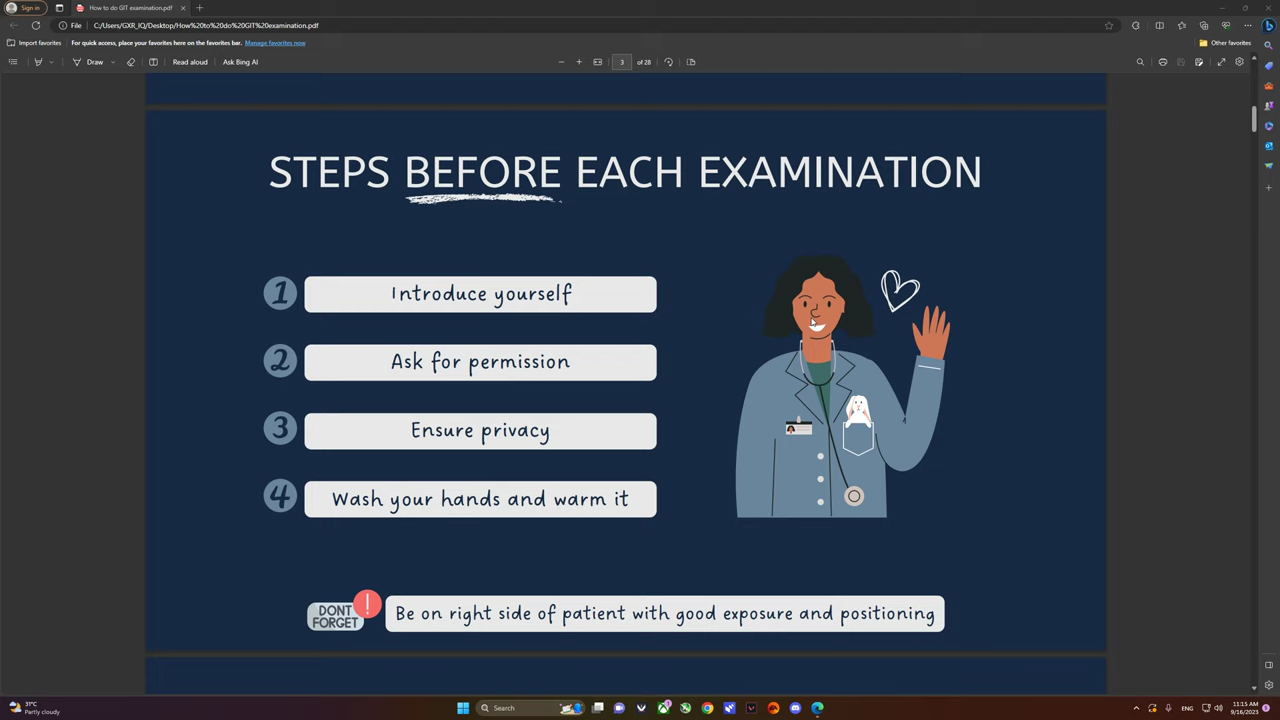 Sign in
How to do GIT examination.pdf
File
C:/Users/GXR_IQ/Desktop/How%20to%20do%20GIT%20examination.pdf
Import favorites
For quick access, place your favorites here on the favorites bar. Manage favorites now
Other favorites
Draw
Read aloud
Ask Bing AI
3
of 28
STEPS BEFORE EACH EXAMINATION
1 Introduce yourself
2 Ask for permission
3 Ensure privacy
4 Wash your hands and warm it
DONT
FORGET
!
Be on right side of patient with good exposure and positioning
31°C
Partly cloudy
Search
ENG
11:15 AM
9/16/2023